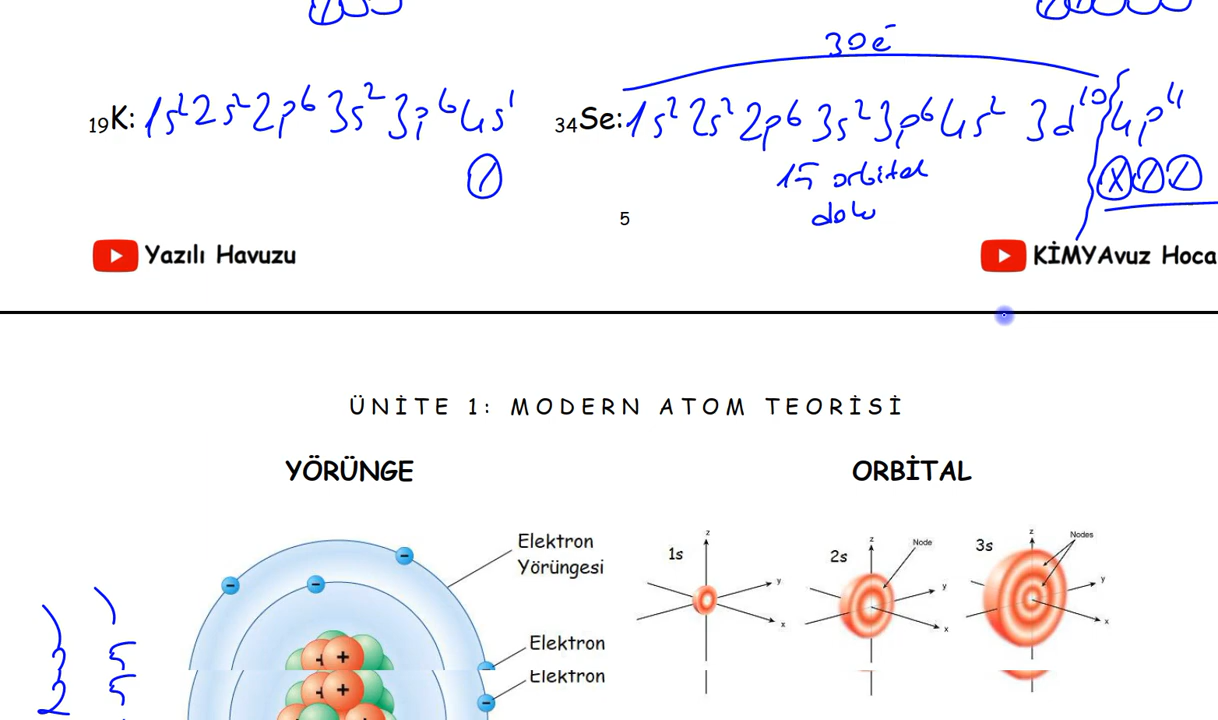 30é
19K: 1s² 2s² 2p⁶ 3s² 3p⁶ 4s¹
34Se: 1s² 2s² 2p⁶ 3s² 3p⁶ 4s² 3d¹⁰ 4p⁴
15 orbital
dolu
5
Yazılı Havuzu
KİMYAvuz Hoca
ÜNİTE 1: MODERN ATOM TEORİSİ
YÖRÜNGE
ORBİTAL
Elektron
Yörüngesi
Elektron
Elektron
- - -
+
+
1s
z
y
x
2s
z
Node
y
x
3s
z
Nodes
y
x